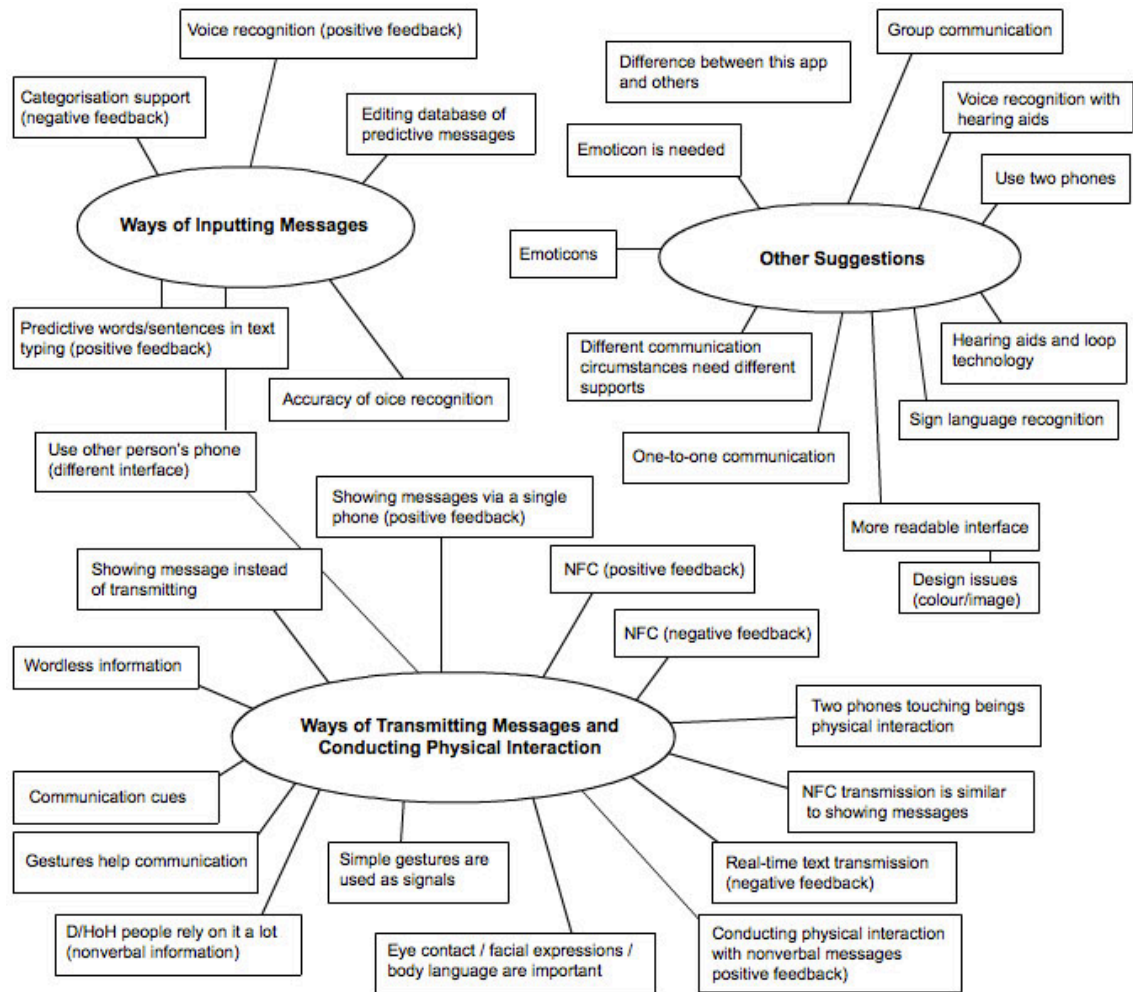 Voice recognition (positive feedback)
Categorisation support
(negative feedback)
Editing database of
predictive messages
Ways of Inputting Messages
Predictive words/sentences in text
typing (positive feedback)
Accuracy of oice recognition
Use other person's phone
(different interface)
Group communication
Difference between this app
and others
Voice recognition with
hearing aids
Emoticon is needed
Use two phones
Emoticons
Other Suggestions
Different communication
circumstances need different
supports
Hearing aids and loop
technology
Sign language recognition
One-to-one communication
More readable interface
Design issues
(colour/image)
Showing messages via a single
phone (positive feedback)
Showing message instead
of transmitting
NFC (positive feedback)
NFC (negative feedback)
Wordless information
Ways of Transmitting Messages and
Conducting Physical Interaction
Two phones touching beings
physical interaction
Communication cues
NFC transmission is similar
to showing messages
Gestures help communication
Simple gestures are
used as signals
Real-time text transmission
(negative feedback)
D/HoH people rely on it a lot
(nonverbal information)
Eye contact / facial expressions /
body language are important
Conducting physical interaction
with nonverbal messages
positive feedback)